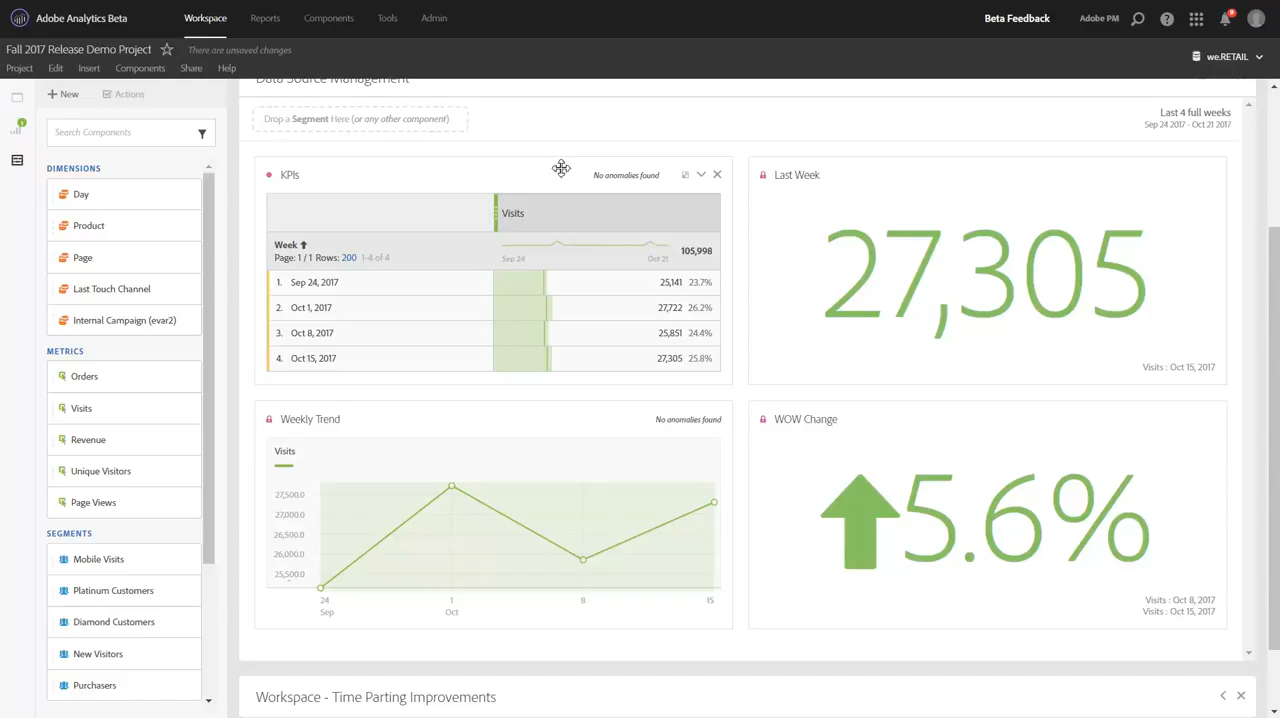 Adobe Analytics Beta
Workspace
Reports
Components
Tools
Admin
Beta Feedback
Adobe PM
9
Fall 2017 Release Demo Project
There are unsaved changes
Project
Edit
Insert
Components
Share
Help
we.RETAIL
New
Actions
1
Search Components
DIMENSIONS
Day
Product
Page
Last Touch Channel
Internal Campaign (evar2)
METRICS
Orders
Visits
Revenue
Unique Visitors
Page Views
SEGMENTS
Mobile Visits
Platinum Customers
Diamond Customers
New Visitors
Purchasers
Data Source Management
Drop a Segment Here (or any other component)
Last 4 full weeks
Sep 24 2017 - Oct 21 2017
KPIs
No anomalies found
Visits
Week
Page: 1 / 1 Rows: 200 1-4 of 4
Sep 24
Oct 21
105,998
1. Sep 24, 2017 25,141 23.7%
2. Oct 1, 2017 27,722 26.2%
3. Oct 8, 2017 25,851 24.4%
4. Oct 15, 2017 27,305 25.8%
Last Week
27,305
Visits : Oct 15, 2017
Weekly Trend
No anomalies found
Visits
27,500.0
27,000.0
26,500.0
26,000.0
25,500.0
24
Sep
1
Oct
8
15
WOW Change
5.6%
Visits : Oct 8, 2017
Visits : Oct 15, 2017
Workspace - Time Parting Improvements